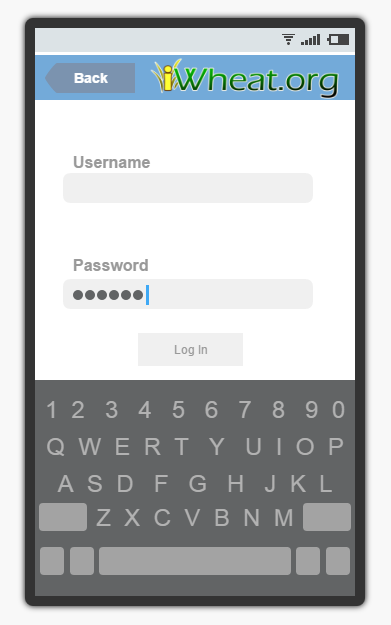 Back iWheat.org
Username
Password
Log In
1 2 3 4 5 6 7 8 9 0
Q W E R T Y U I O P
A S D F G H J K L
Z X C V B N M